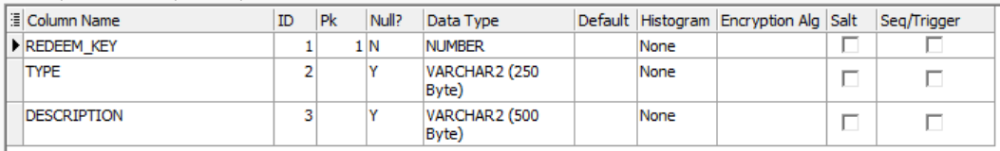 Column Name ID Pk Null? Data Type Default Histogram Encryption Alg Salt Seq/Trigger
REDEEM_KEY 1 1 N NUMBER None
TYPE 2 Y VARCHAR2 (250 None
Byte)
DESCRIPTION 3 Y VARCHAR2 (500 None
Byte)